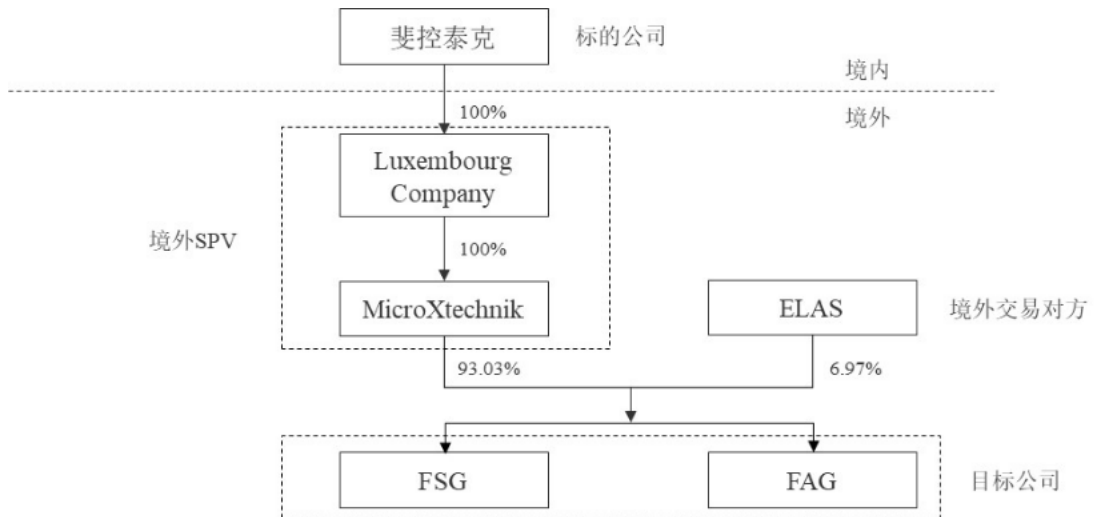 斐控泰克
标的公司
境内
100%
境外
Luxembourg
Company
境外SPV
100%
MicroXtechnik
ELAS
境外交易对方
93.03%
6.97%
FSG
FAG
目标公司